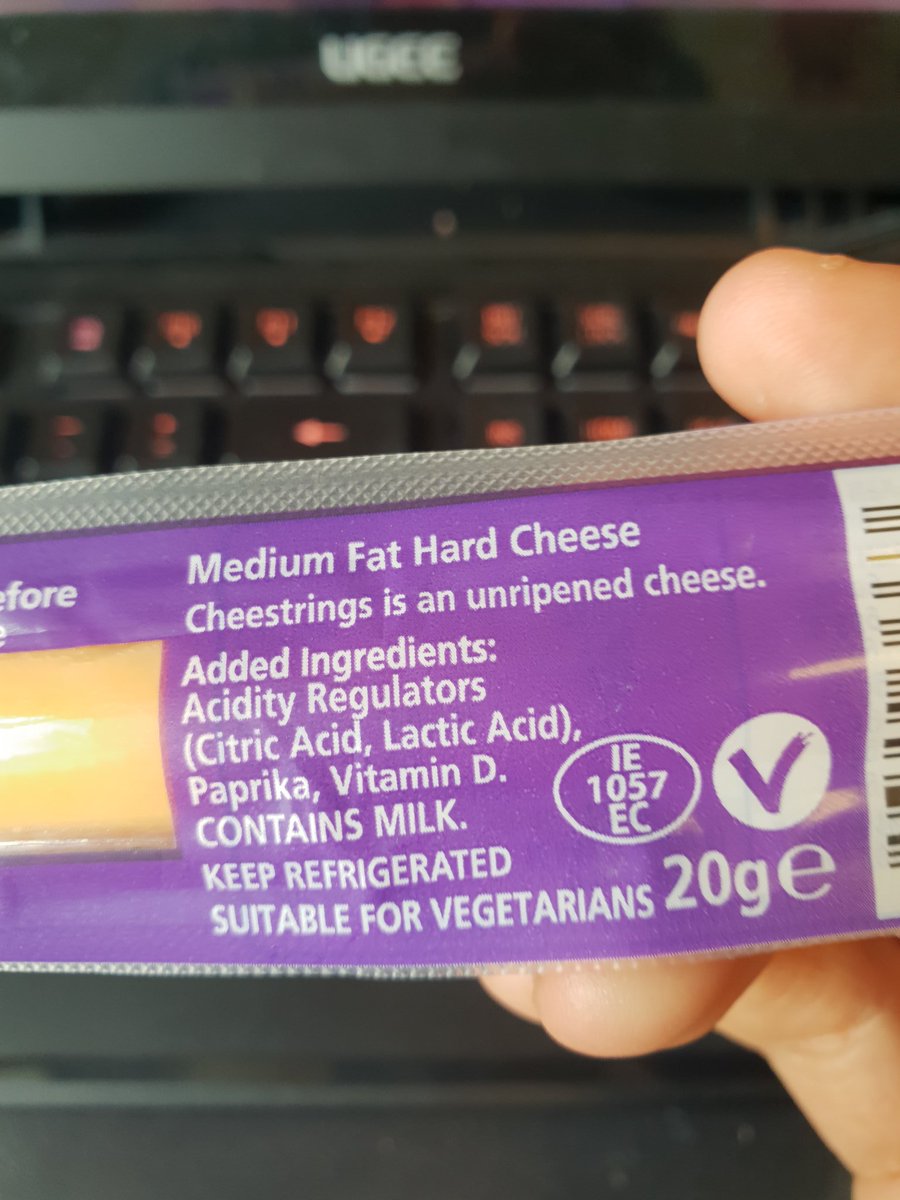 UGEE
efore
e
Medium Fat Hard Cheese
Cheestrings is an unripened cheese.
Added Ingredients:
Acidity Regulators
(Citric Acid, Lactic Acid),
Paprika, Vitamin D.
CONTAINS MILK.
KEEP REFRIGERATED
SUITABLE FOR VEGETARIANS
IE
1057
EC
V
20g℮